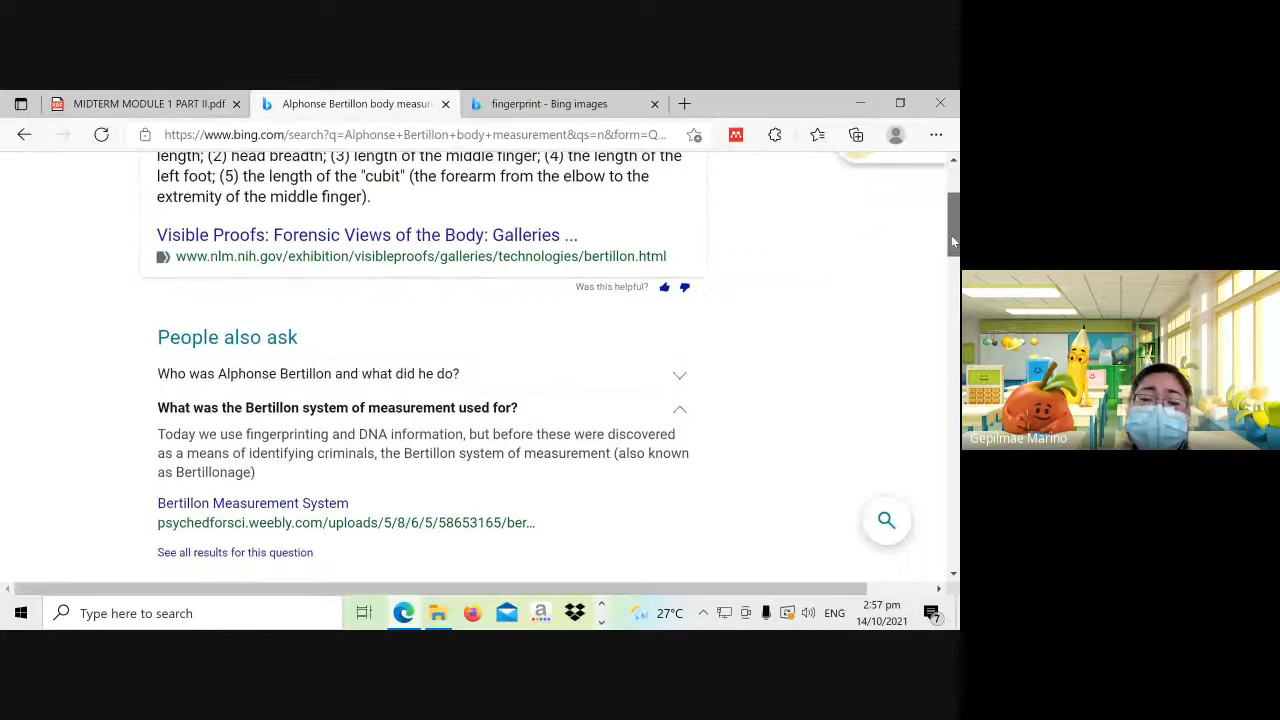 MIDTERM MODULE 1 PART II.pdf
Alphonse Bertillon body measur
fingerprint - Bing images
https://www.bing.com/search?q=Alphonse+Bertillon+body+measurement&qs=n&form=Q...
length; (2) head breadth; (3) length of the middle finger; (4) the length of the
left foot; (5) the length of the "cubit" (the forearm from the elbow to the
extremity of the middle finger).
Visible Proofs: Forensic Views of the Body: Galleries ...
www.nlm.nih.gov/exhibition/visibleproofs/galleries/technologies/bertillon.html
Was this helpful?
People also ask
Who was Alphonse Bertillon and what did he do?
What was the Bertillon system of measurement used for?
Today we use fingerprinting and DNA information, but before these were discovered
as a means of identifying criminals, the Bertillon system of measurement (also known
as Bertillonage)
Bertillon Measurement System
psychedforsci.weebly.com/uploads/5/8/6/5/58653165/ber...
See all results for this question
Gepilmae Marino
Type here to search
a
27°C
ENG
2:57 pm
14/10/2021
7